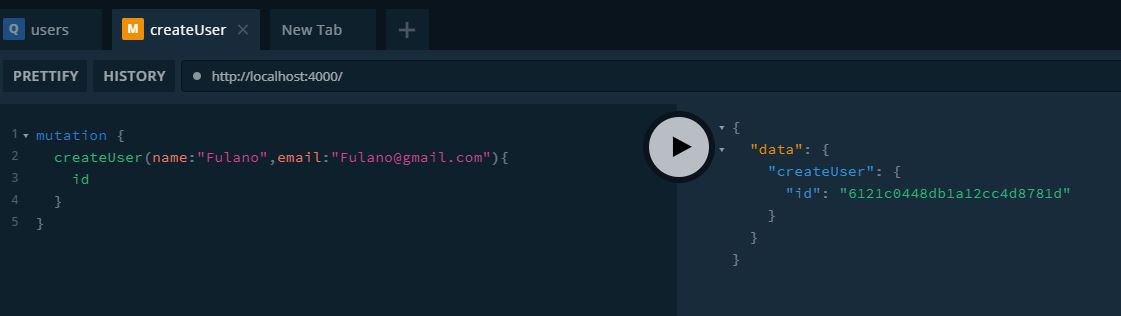 Q users M createUser × New Tab +
PRETTIFY HISTORY http://localhost:4000/
1 mutation {
2 createUser(name:"Fulano",email:"Fulano@gmail.com"){
3 id
4 }
5 }
{
"data": {
"createUser": {
"id": "6121c0448db1a12cc4d8781d"
}
}
}